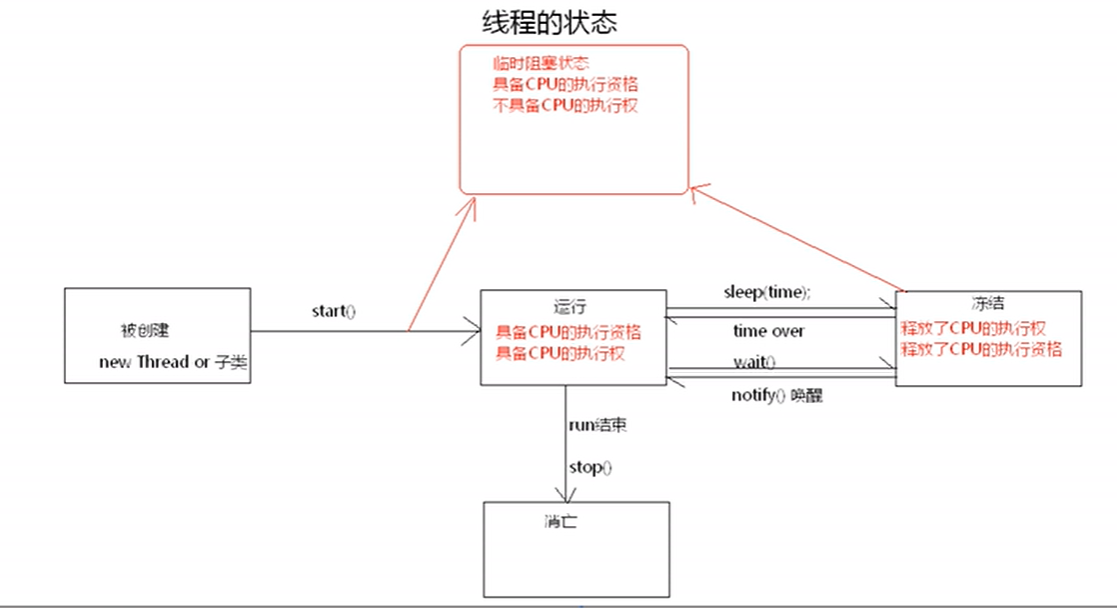 线程的状态
临时阻塞状态
具备CPU的执行资格
不具备CPU的执行权
被创建
new Thread or 子类
start()
运行
具备CPU的执行资格
具备CPU的执行权
sleep(time);
time over
wait()
notify() 唤醒
冻结
释放了CPU的执行权
释放了CPU的执行资格
run结束
stop()
消亡